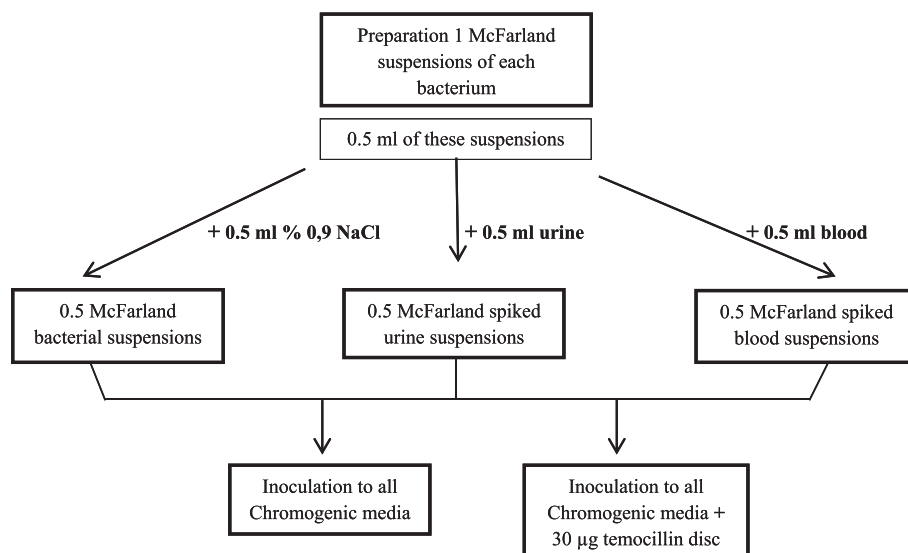 Preparation 1 McFarland
suspensions of each
bacterium
0.5 ml of these suspensions
+ 0.5 ml % 0,9 NaCl
+ 0.5 ml urine
+ 0.5 ml blood
0.5 McFarland
bacterial suspensions
0.5 McFarland spiked
urine suspensions
0.5 McFarland spiked
blood suspensions
Inoculation to all
Chromogenic media
Inoculation to all
Chromogenic media +
30 µg temocillin disc